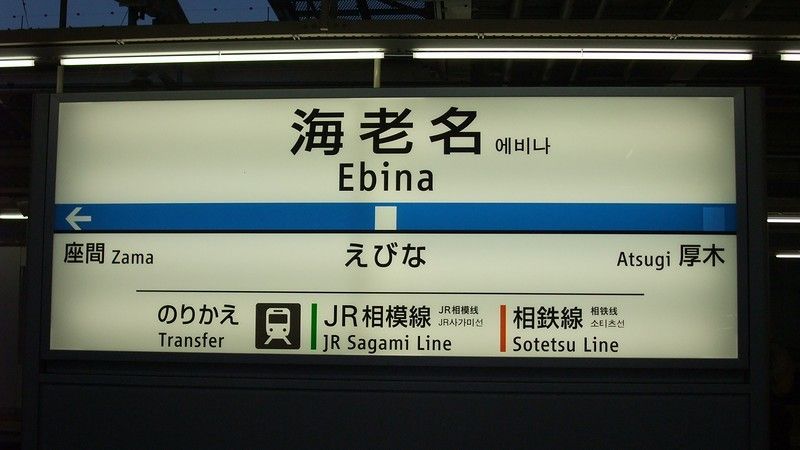 海老名 에비나
Ebina
座間 Zama えびな Atsugi 厚木
のりかえ JR相模線 JR相模线 相鉄線 相铁线
JR사가미선 소티츠선
Transfer JR Sagami Line Sotetsu Line